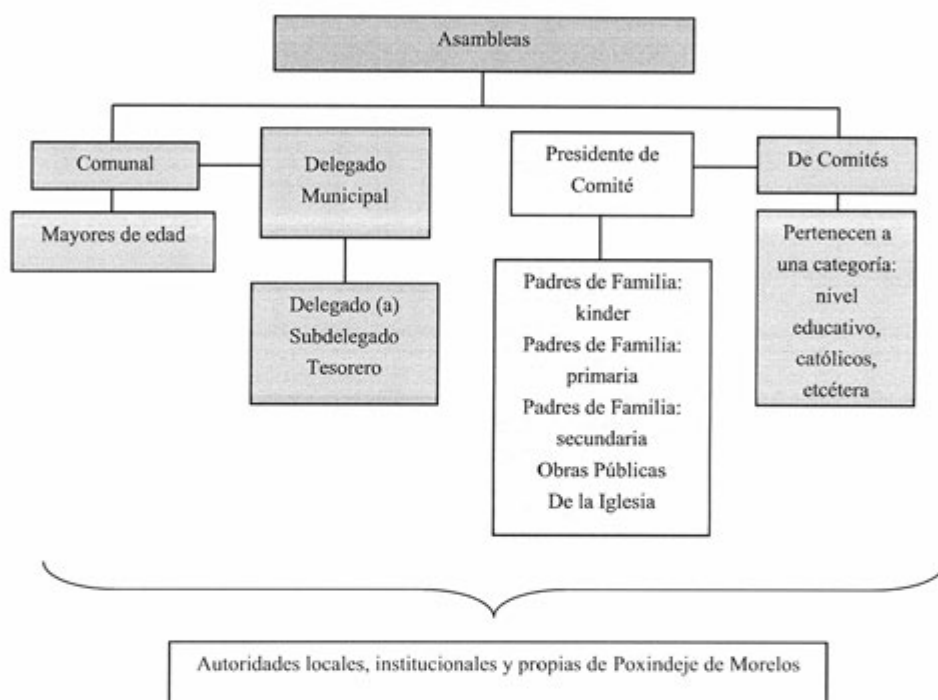 Asambleas
Comunal
Mayores de edad
Delegado
Municipal
Delegado (a)
Subdelegado
Tesorero
Presidente de
Comité
Padres de Familia:
kinder
Padres de Familia:
primaria
Padres de Familia:
secundaria
Obras Públicas
De la Iglesia
De Comités
Pertenecen a
una categoría:
nivel
educativo,
católicos,
etcétera
Autoridades locales, institucionales y propias de Poxindeje de Morelos